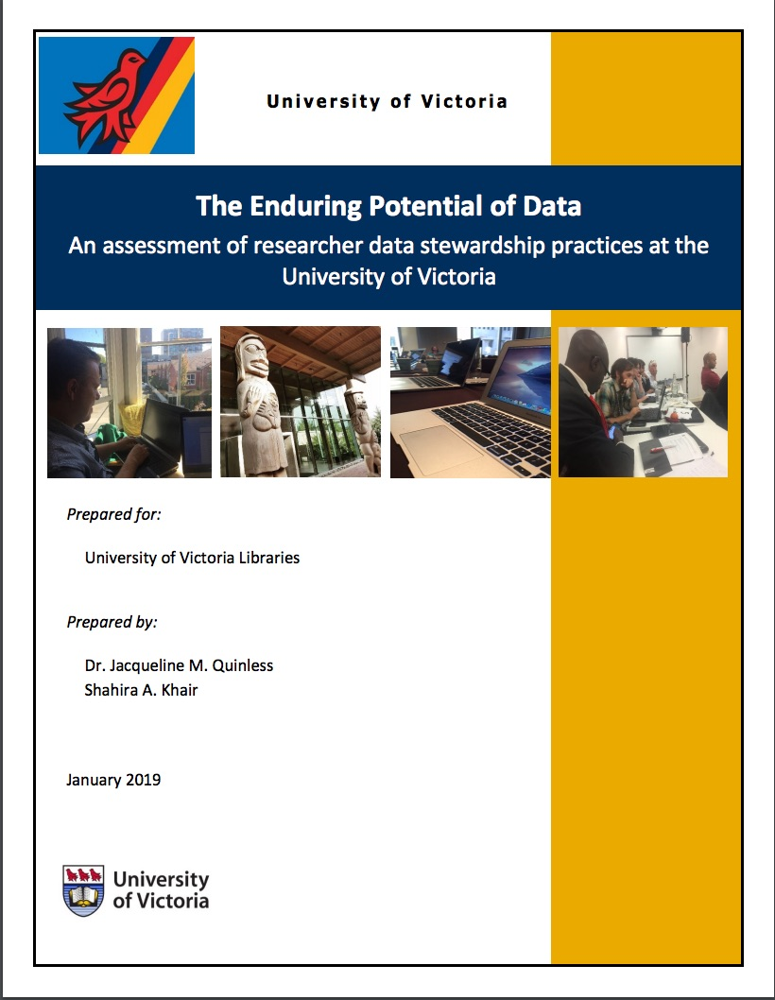 University of Victoria
The Enduring Potential of Data
An assessment of researcher data stewardship practices at the
University of Victoria
Prepared for:
University of Victoria Libraries
Prepared by:
Dr. Jacqueline M. Quinless
Shahira A. Khair
January 2019
University
of Victoria